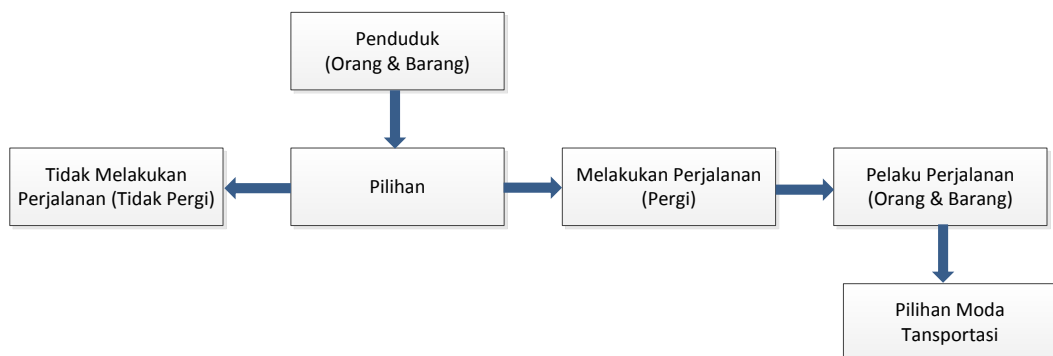 Penduduk
(Orang & Barang)
Tidak Melakukan
Perjalanan (Tidak Pergi)
Pilihan
Melakukan Perjalanan
(Pergi)
Pelaku Perjalanan
(Orang & Barang)
Pilihan Moda
Tansportasi